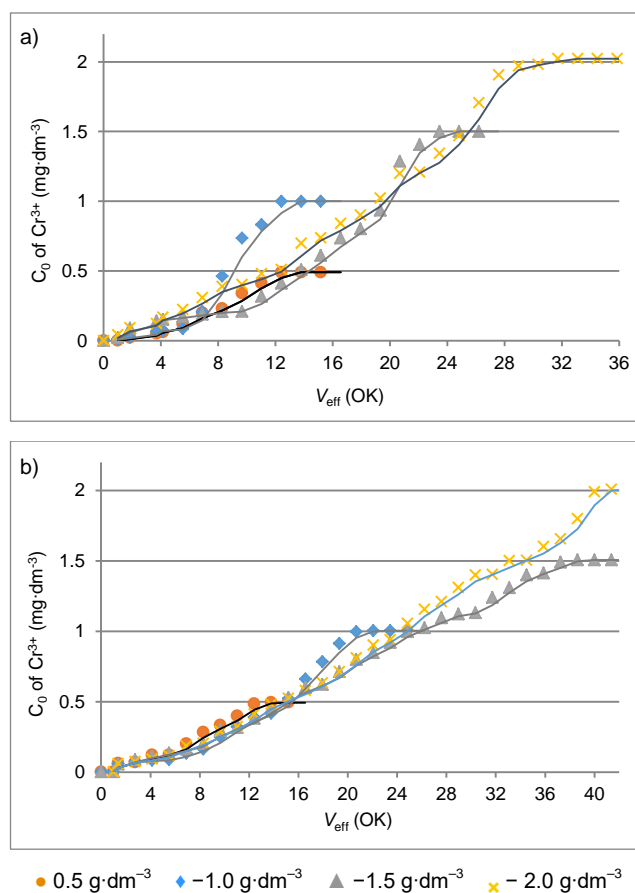 a)
2
1.5
1
0.5
0
0 4 8 12 16 20 24 28 32 36
C₀ of Cr³⁺ (mg·dm⁻³)
V_eff (OK)
b)
2
1.5
1
0.5
0
0 4 8 12 16 20 24 28 32 36 40
C₀ of Cr³⁺ (mg·dm⁻³)
V_eff (OK)
0.5 g·dm⁻³ −1.0 g·dm⁻³ −1.5 g·dm⁻³ − 2.0 g·dm⁻³